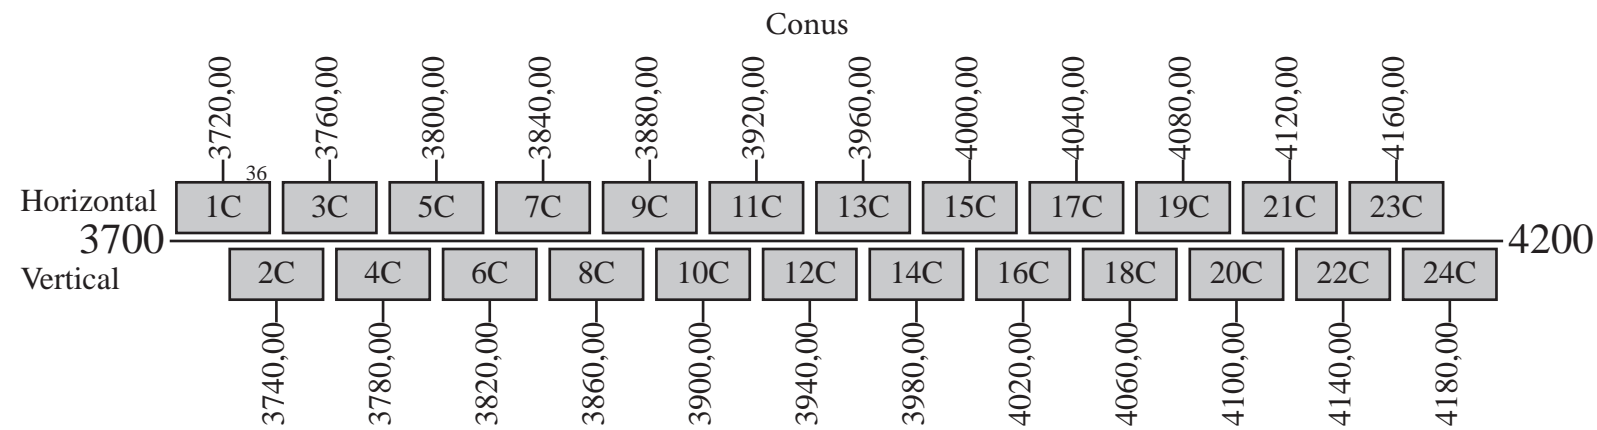 Conus
3720,00 3760,00 3800,00 3840,00 3880,00 3920,00 3960,00 4000,00 4040,00 4080,00 4120,00 4160,00
36
Horizontal 1C 3C 5C 7C 9C 11C 13C 15C 17C 19C 21C 23C
3700 4200
Vertical 2C 4C 6C 8C 10C 12C 14C 16C 18C 20C 22C 24C
3740,00 3780,00 3820,00 3860,00 3900,00 3940,00 3980,00 4020,00 4060,00 4100,00 4140,00 4180,00